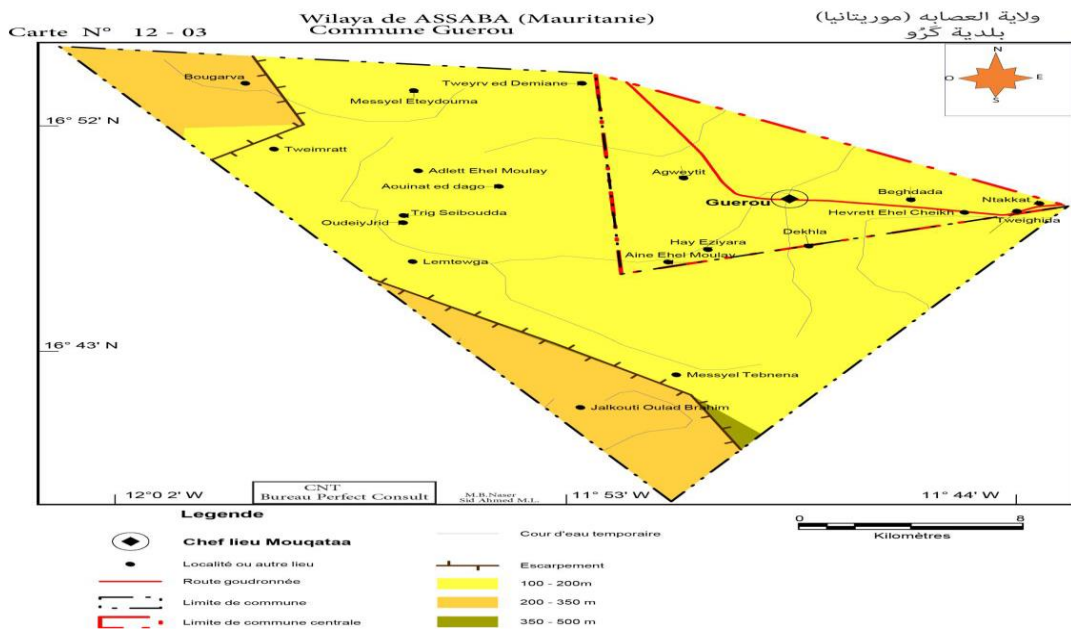 Wilaya de ASSABA (Mauritanie)
ولاية العصابه (موريتانيا)
Carte N° 12 - 03
Commune Guerou
بلدية كَرُو
N
O
E
S
Bougarva
Tweyrv ed Demiane
Messyel Eteydouma
16° 52' N
Tweimratt
Adlett Ehel Moulay
Agweytit
Aouinat ed dago
Beghdada
Ntakkat
Guerou
Trig Seiboudda
Hevrett Ehel Cheikh
OudeiyJrid
Tweighida
Dekhla
Hay Eziyara
Aine Ehel Moulay
Lemtewga
16° 43' N
Messyel Tebnena
Jalkouti Oulad Brahim
12° 0 2' W
CNT
Bureau Perfect Consult
M.B.Naser
Sid Ahmed M.L.
11° 53' W
11° 44' W
Legende
0 8
Kilomètres
Chef lieu Mouqataa
Cour d'eau temporaire
Localité ou autre lieu
Escarpement
Route goudronnée
100 - 200m
Limite de commune
200 - 350 m
Limite de commune centrale
350 - 500 m